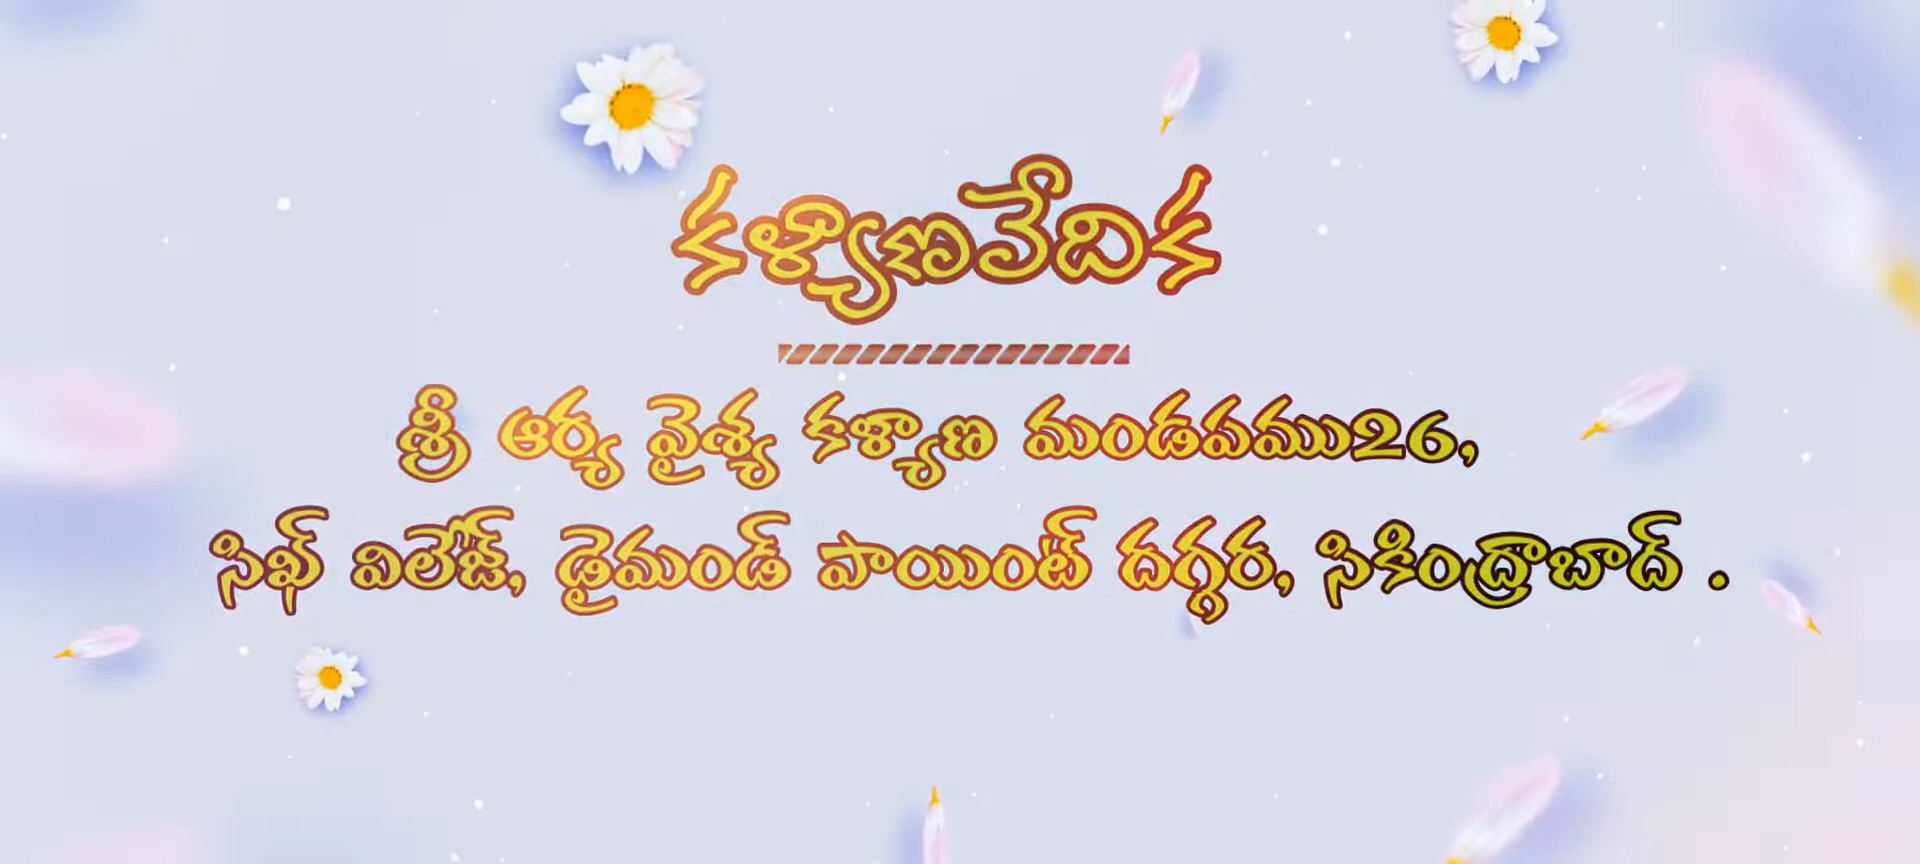 కళ్యాణవేదిక
శ్రీ ఆర్య వైశ్య కళ్యాణ మండపము26,
సిఖ్ విలేజ్, డైమండ్ పాయింట్ దగ్గర, సికింద్రాబాద్ .